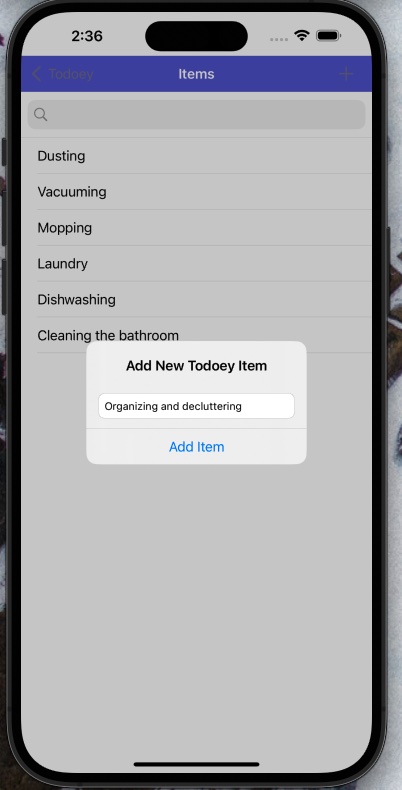 2:36
Todoey
Items
Dusting
Vacuuming
Mopping
Laundry
Dishwashing
Cleaning the bathroom
Add New Todoey Item
Organizing and decluttering
Add Item